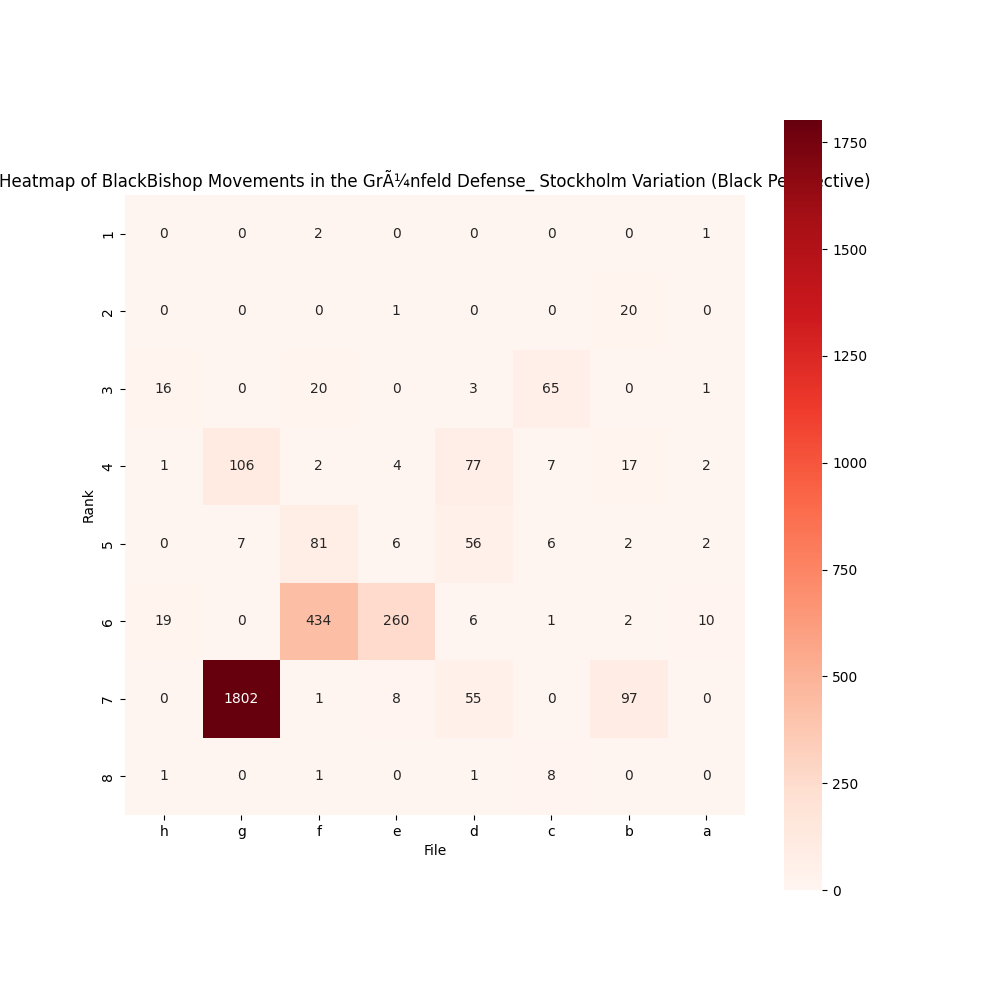 Heatmap of BlackBishop Movements in the GrÃ¼nfeld Defense_ Stockholm Variation (Black Pe ective)
1750
1500
1250
1000
750
500
250
0
Rank
1 0 0 2 0 0 0 0 1
2 0 0 0 1 0 0 20 0
3 16 0 20 0 3 65 0 1
4 1 106 2 4 77 7 17 2
5 0 7 81 6 56 6 2 2
6 19 0 434 260 6 1 2 10
7 0 1802 1 8 55 0 97 0
8 1 0 1 0 1 8 0 0
h g f e d c b a
File